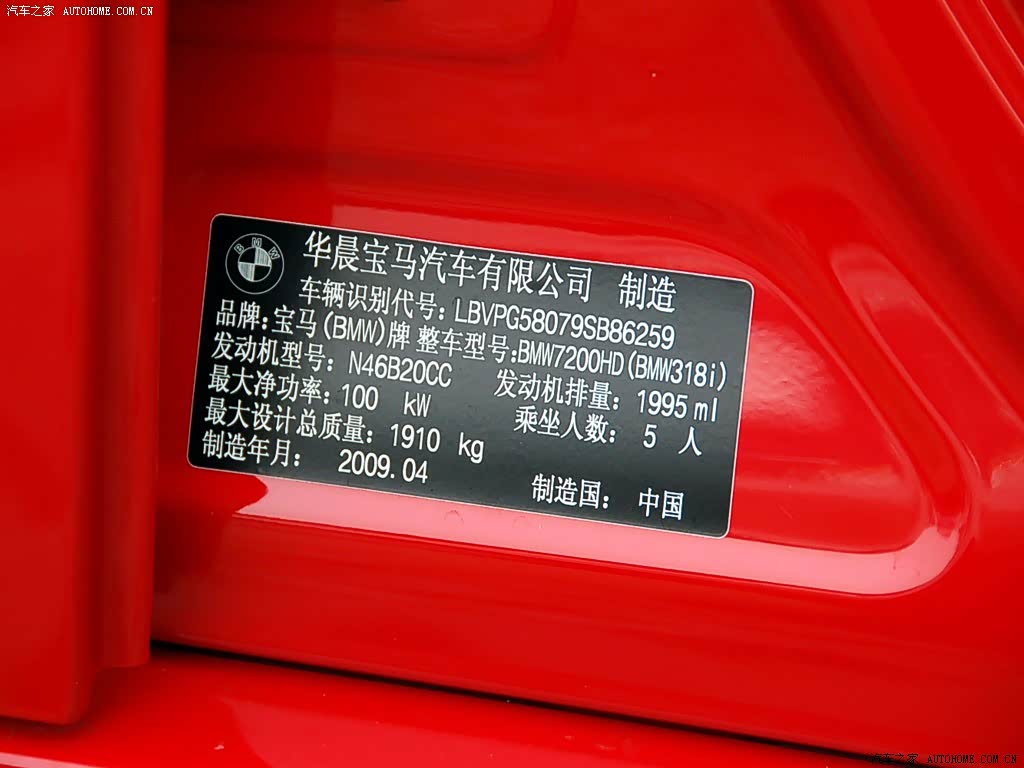 汽车之家 AUTOHOME.COM.CN
BMW
华晨宝马汽车有限公司 制造
车辆识别代号: LBVPG58079SB86259
品牌:宝马(BMW)牌 整车型号:BMW7200HD(BMW318i)
发动机型号: N46B20CC 发动机排量: 1995ml
最大净功率:100 kW 乘坐人数: 5 人
最大设计总质量: 1910 kg
制造年月: 2009.04 制造国: 中国
汽车之家 AUTOHOME.COM.CN